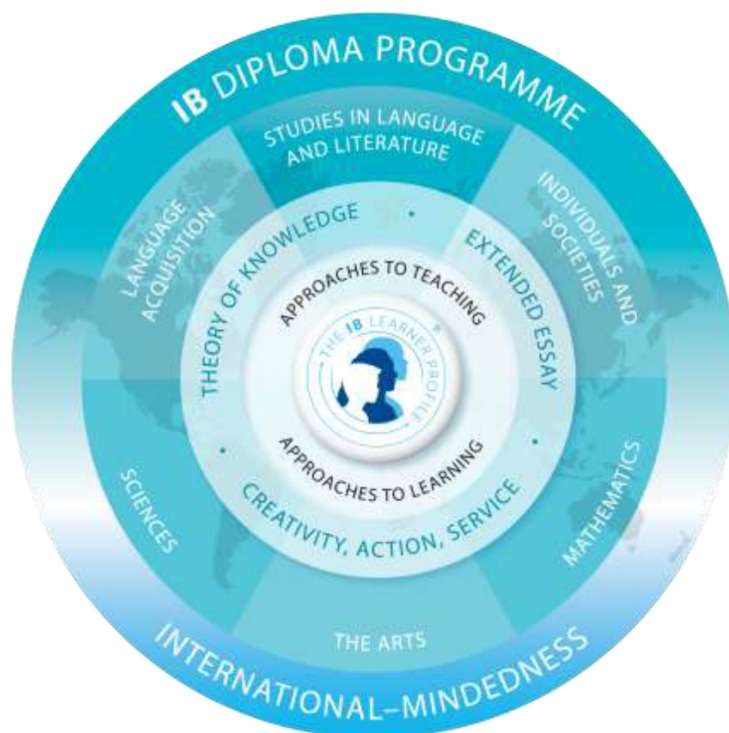 IB DIPLOMA PROGRAMME
STUDIES IN LANGUAGE
AND LITERATURE
LANGUAGE
ACQUISITION
INDIVIDUALS AND
SOCIETIES
THEORY OF KNOWLEDGE
EXTENDED ESSAY
APPROACHES TO TEACHING
THE IB LEARNER PROFILE
®
APPROACHES TO LEARNING
CREATIVITY, ACTION, SERVICE
SCIENCES
MATHEMATICS
THE ARTS
INTERNATIONAL–MINDEDNESS